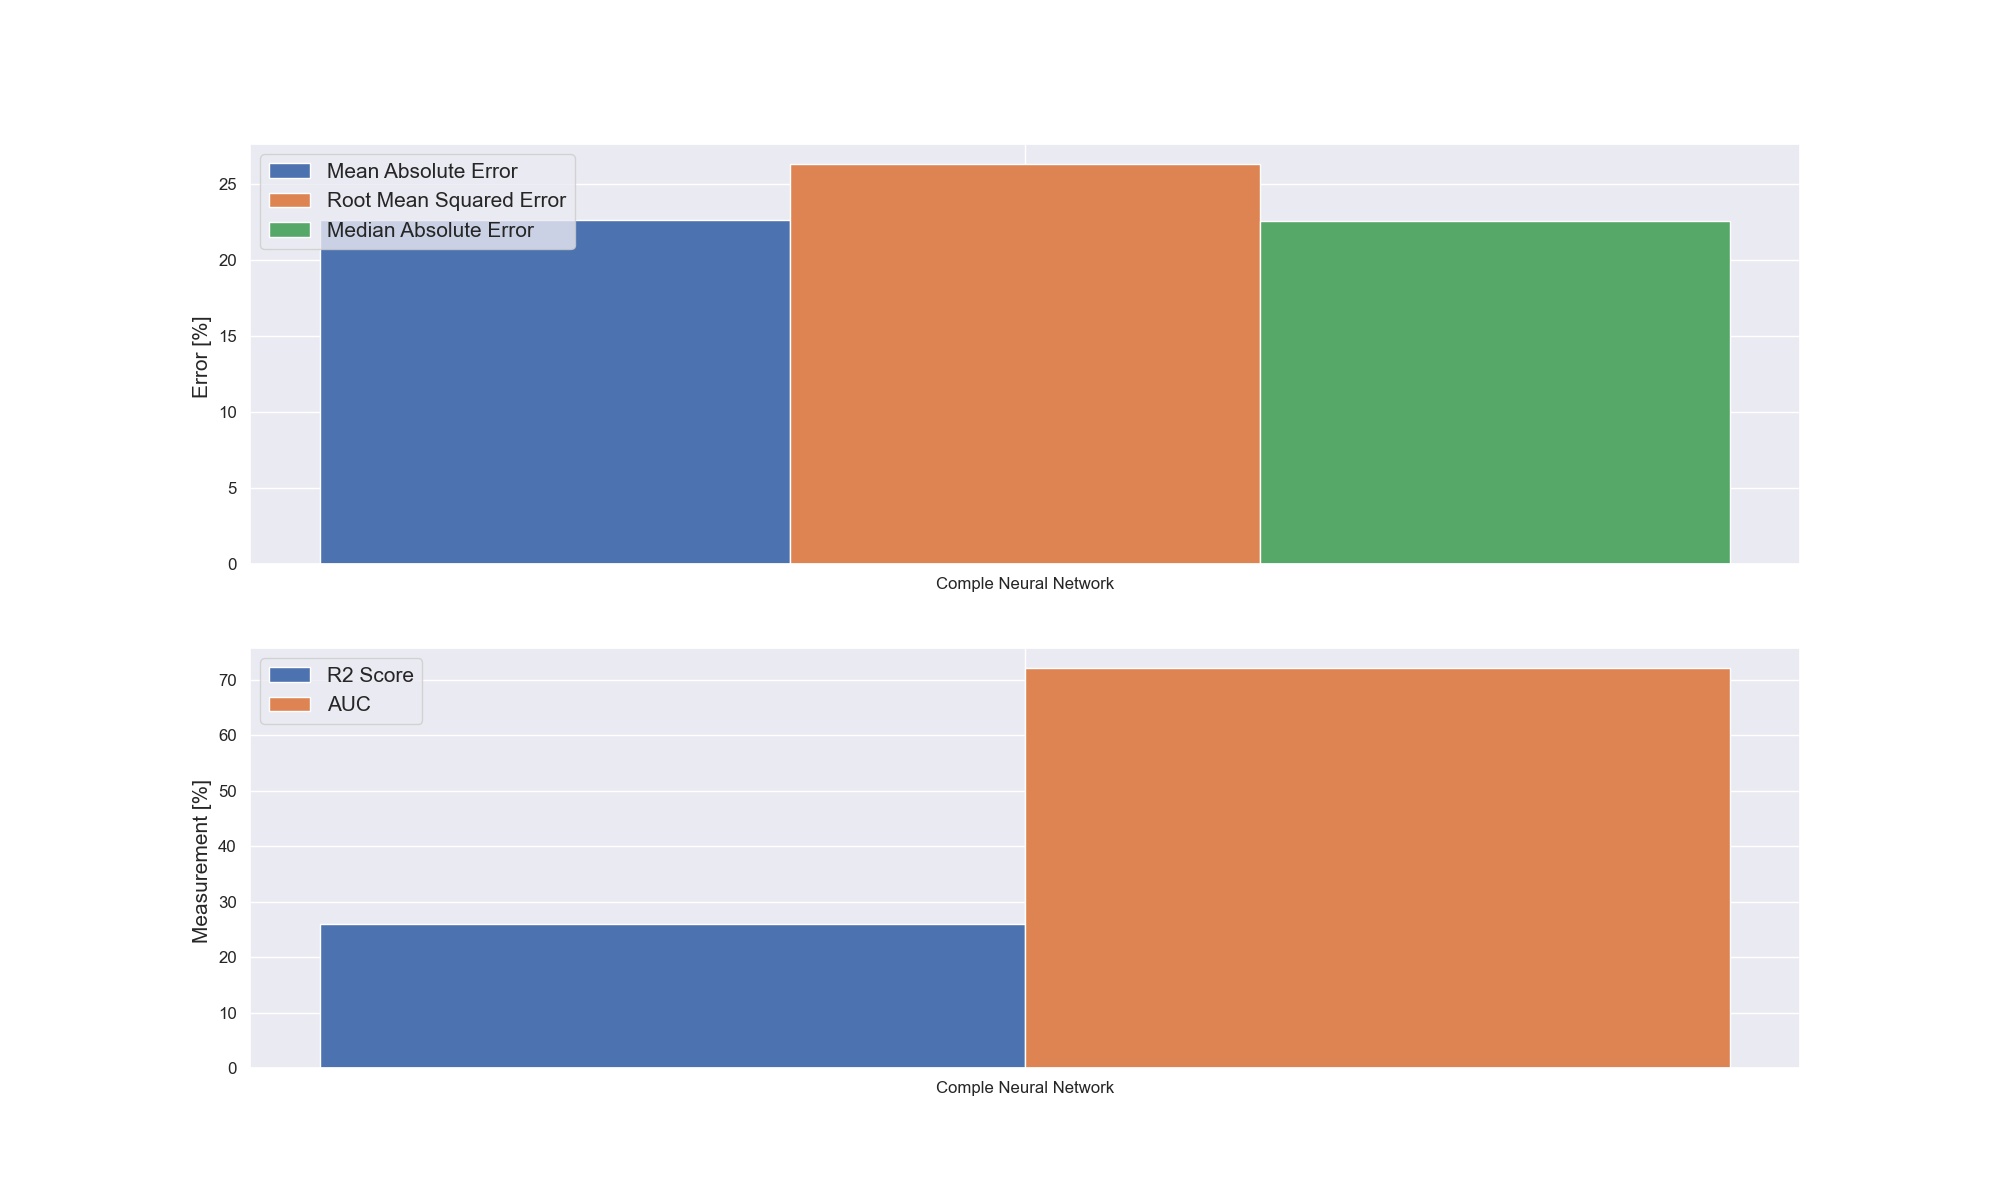 Mean Absolute Error
Root Mean Squared Error
Median Absolute Error
25
20
15
10
5
0
Error [%]
Comple Neural Network
R2 Score
AUC
70
60
50
40
30
20
10
0
Measurement [%]
Comple Neural Network